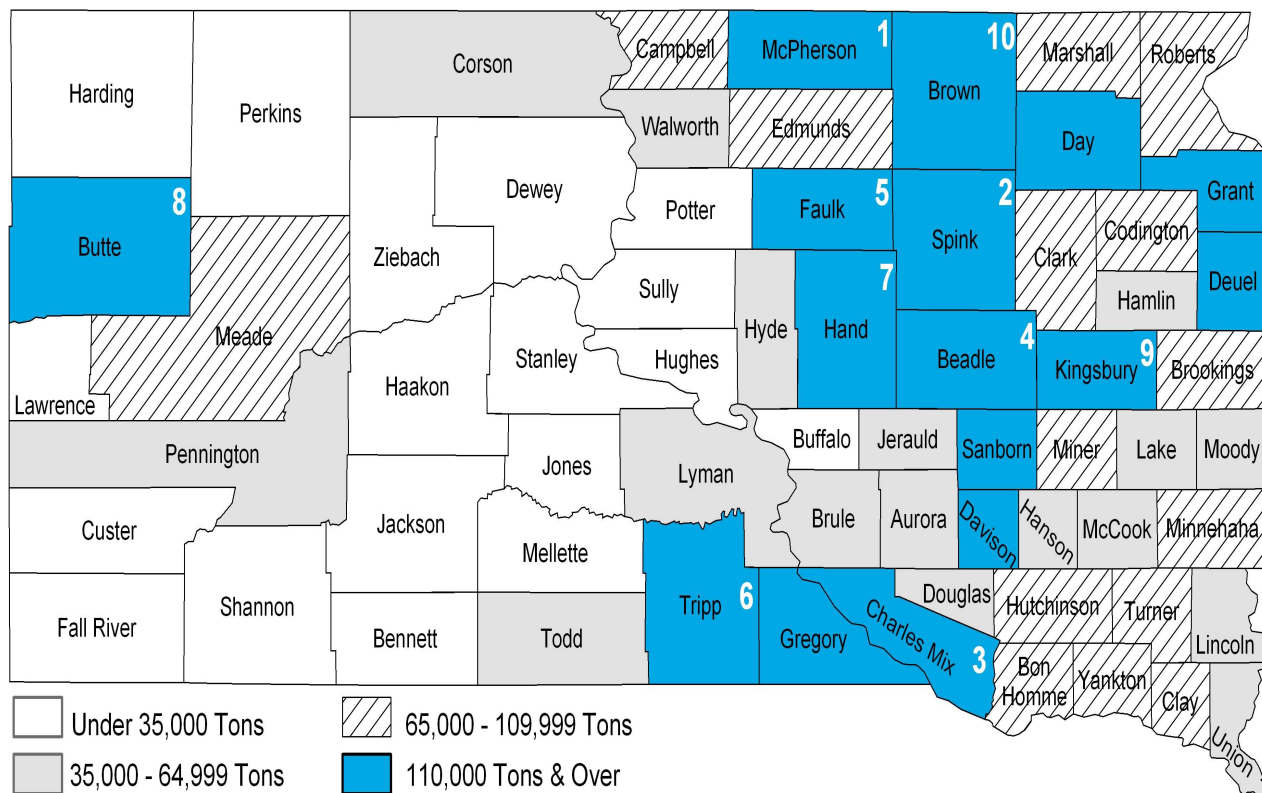 Harding
Perkins
Corson
Campbell
McPherson
1
Brown
10
Marshall
Roberts
Walworth
Edmunds
Day
Butte
8
Dewey
Ziebach
Potter
Faulk
5
Spink
2
Grant
Clark
Codington
Deuel
Hamlin
Meade
Sully
Hyde
Hand
7
Stanley
Hughes
Beadle
4
Kingsbury
9
Brookings
Haakon
Lawrence
Pennington
Jones
Lyman
Buffalo
Jerauld
Sanborn
Miner
Lake
Moody
Custer
Jackson
Mellette
Brule
Aurora
Davison
Hanson
McCook
Minnehaha
Fall River
Shannon
Bennett
Todd
Tripp
6
Gregory
Charles Mix
3
Douglas
Hutchinson
Turner
Lincoln
Bon
Homme
Yankton
Clay
Union
Under 35,000 Tons
65,000 - 109,999 Tons
35,000 - 64,999 Tons
110,000 Tons & Over